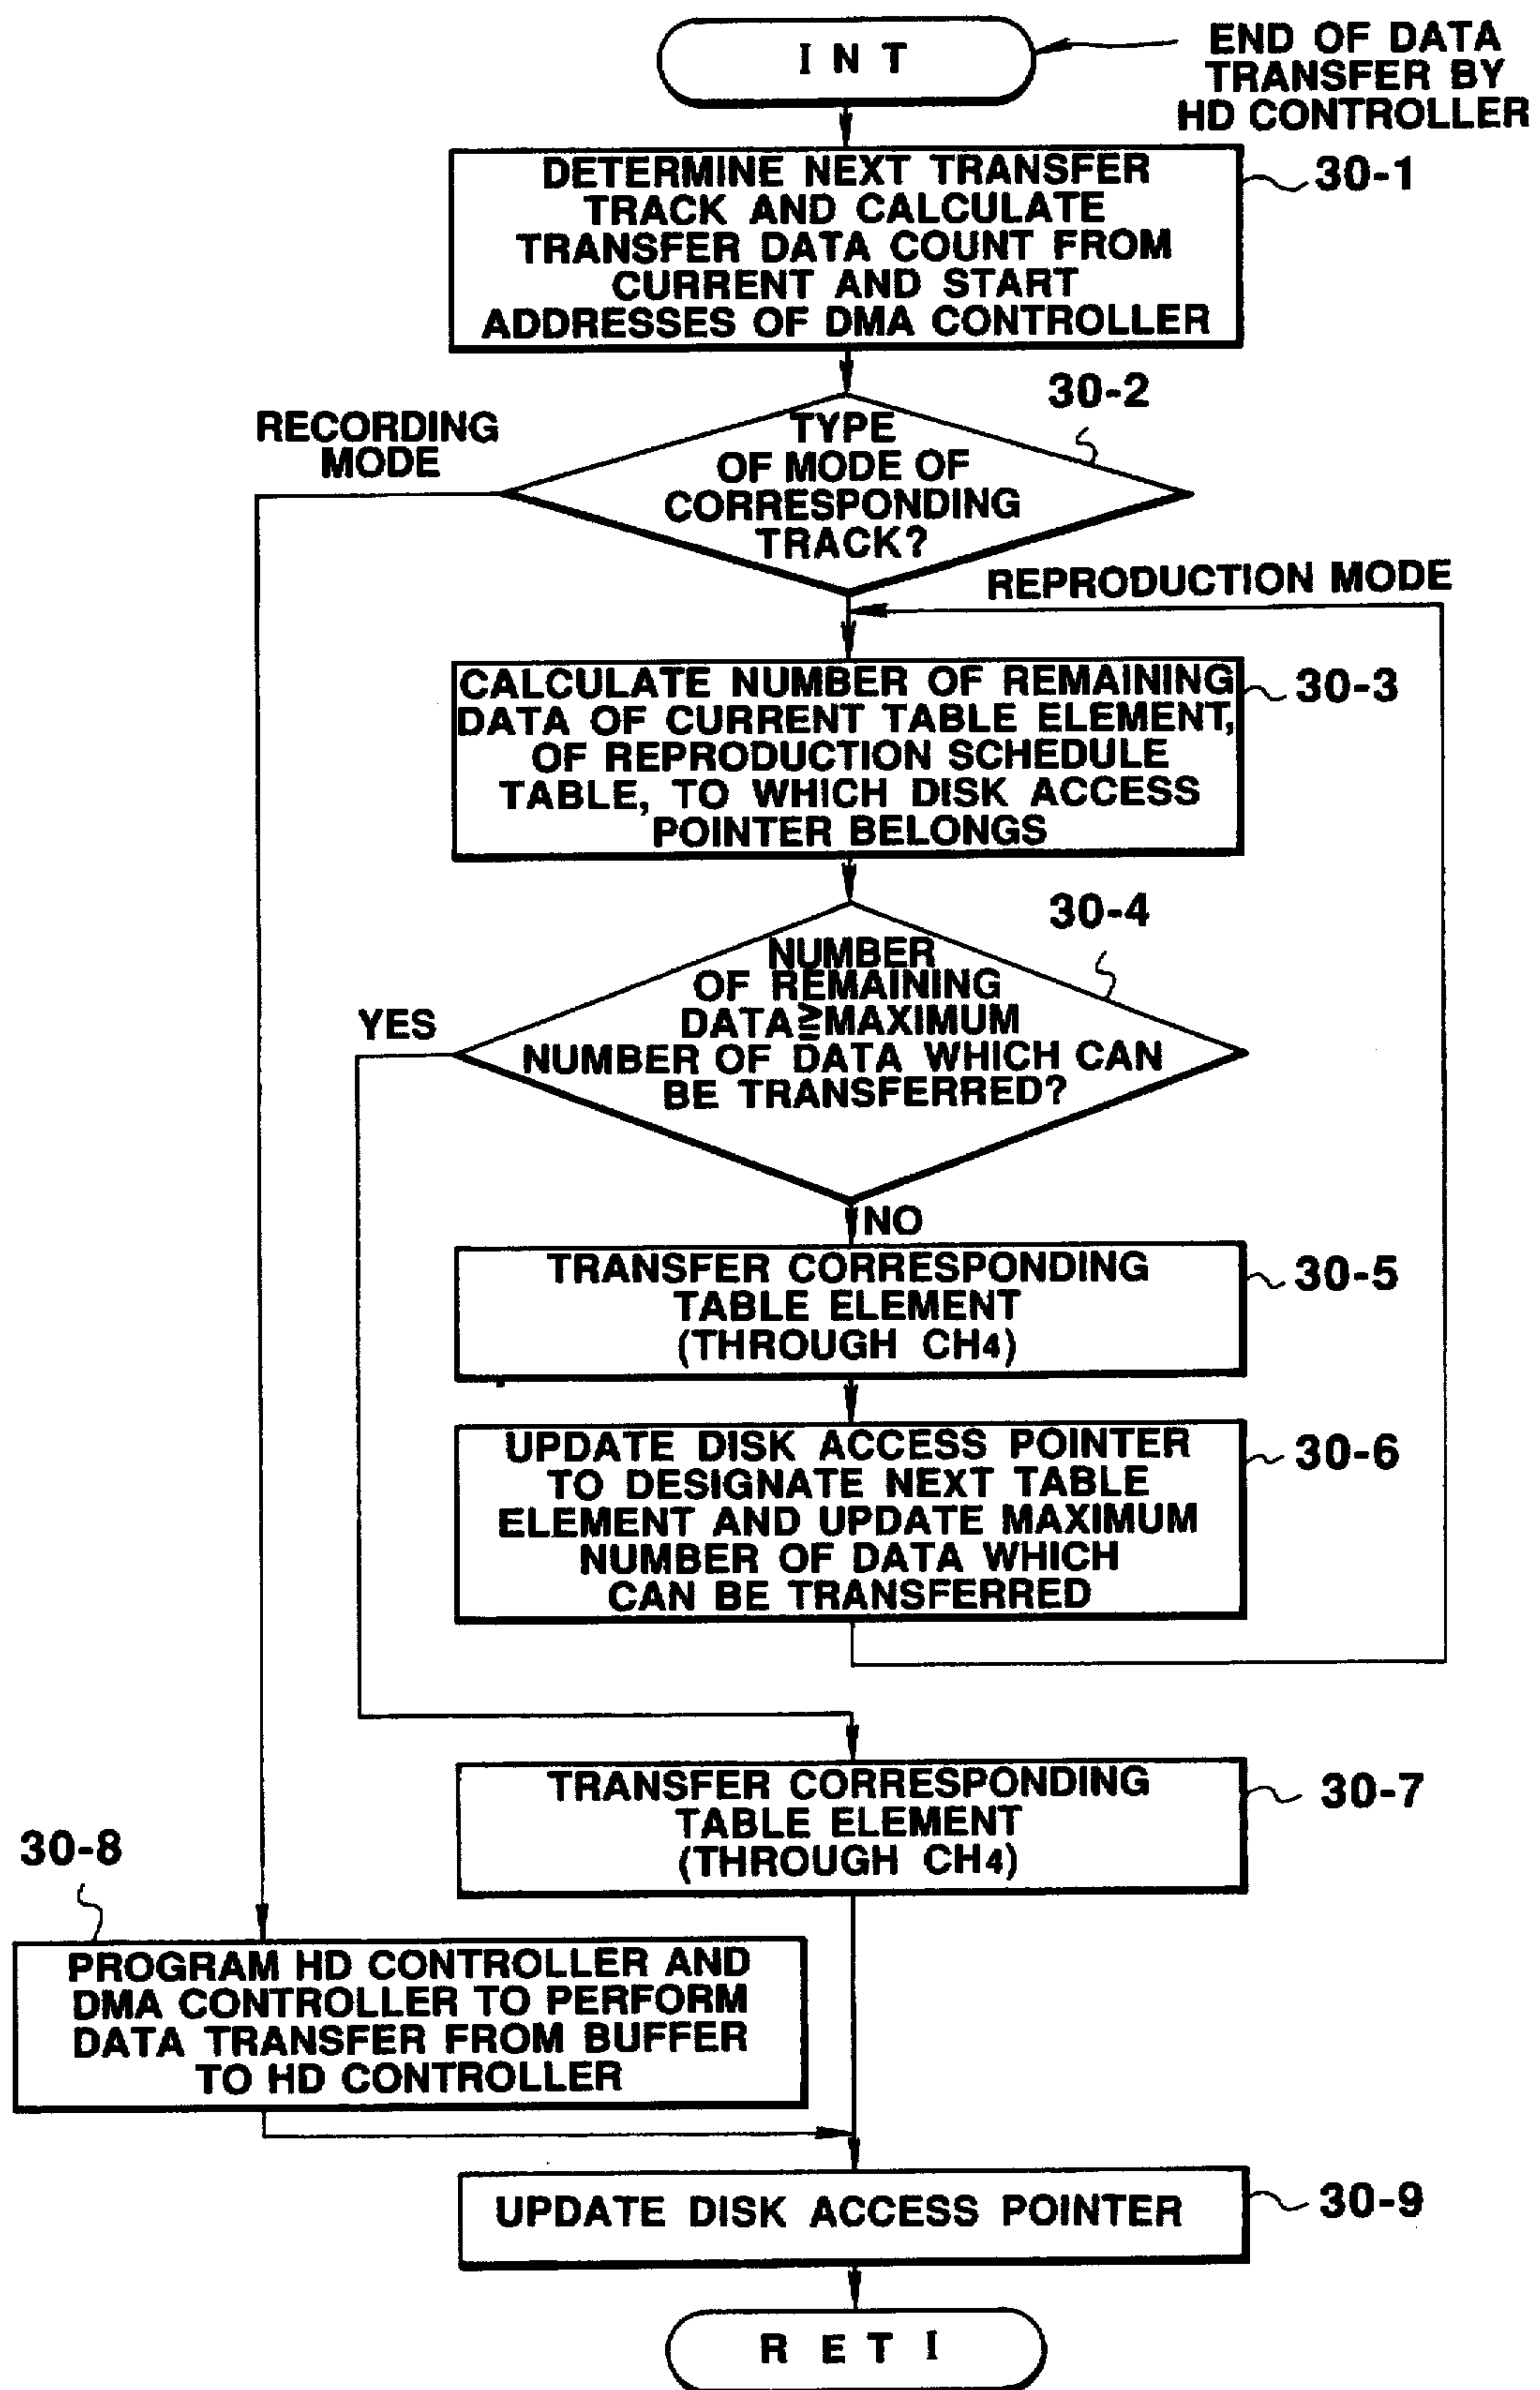 INT
END OF DATA
TRANSFER BY
HD CONTROLLER
DETERMINE NEXT TRANSFER
TRACK AND CALCULATE
TRANSFER DATA COUNT FROM
CURRENT AND START
ADDRESSES OF DMA CONTROLLER
30-1
30-2
RECORDING
MODE
TYPE
OF MODE OF
CORRESPONDING
TRACK?
REPRODUCTION MODE
CALCULATE NUMBER OF REMAINING
DATA OF CURRENT TABLE ELEMENT,
OF REPRODUCTION SCHEDULE
TABLE, TO WHICH DISK ACCESS
POINTER BELONGS
30-3
30-4
NUMBER
OF REMAINING
DATA≧MAXIMUM
NUMBER OF DATA WHICH CAN
BE TRANSFERRED?
YES
NO
TRANSFER CORRESPONDING
TABLE ELEMENT
(THROUGH CH4)
30-5
UPDATE DISK ACCESS POINTER
TO DESIGNATE NEXT TABLE
ELEMENT AND UPDATE MAXIMUM
NUMBER OF DATA WHICH
CAN BE TRANSFERRED
30-6
TRANSFER CORRESPONDING
TABLE ELEMENT
(THROUGH CH4)
30-7
30-8
PROGRAM HD CONTROLLER AND
DMA CONTROLLER TO PERFORM
DATA TRANSFER FROM BUFFER
TO HD CONTROLLER
UPDATE DISK ACCESS POINTER
30-9
RETI